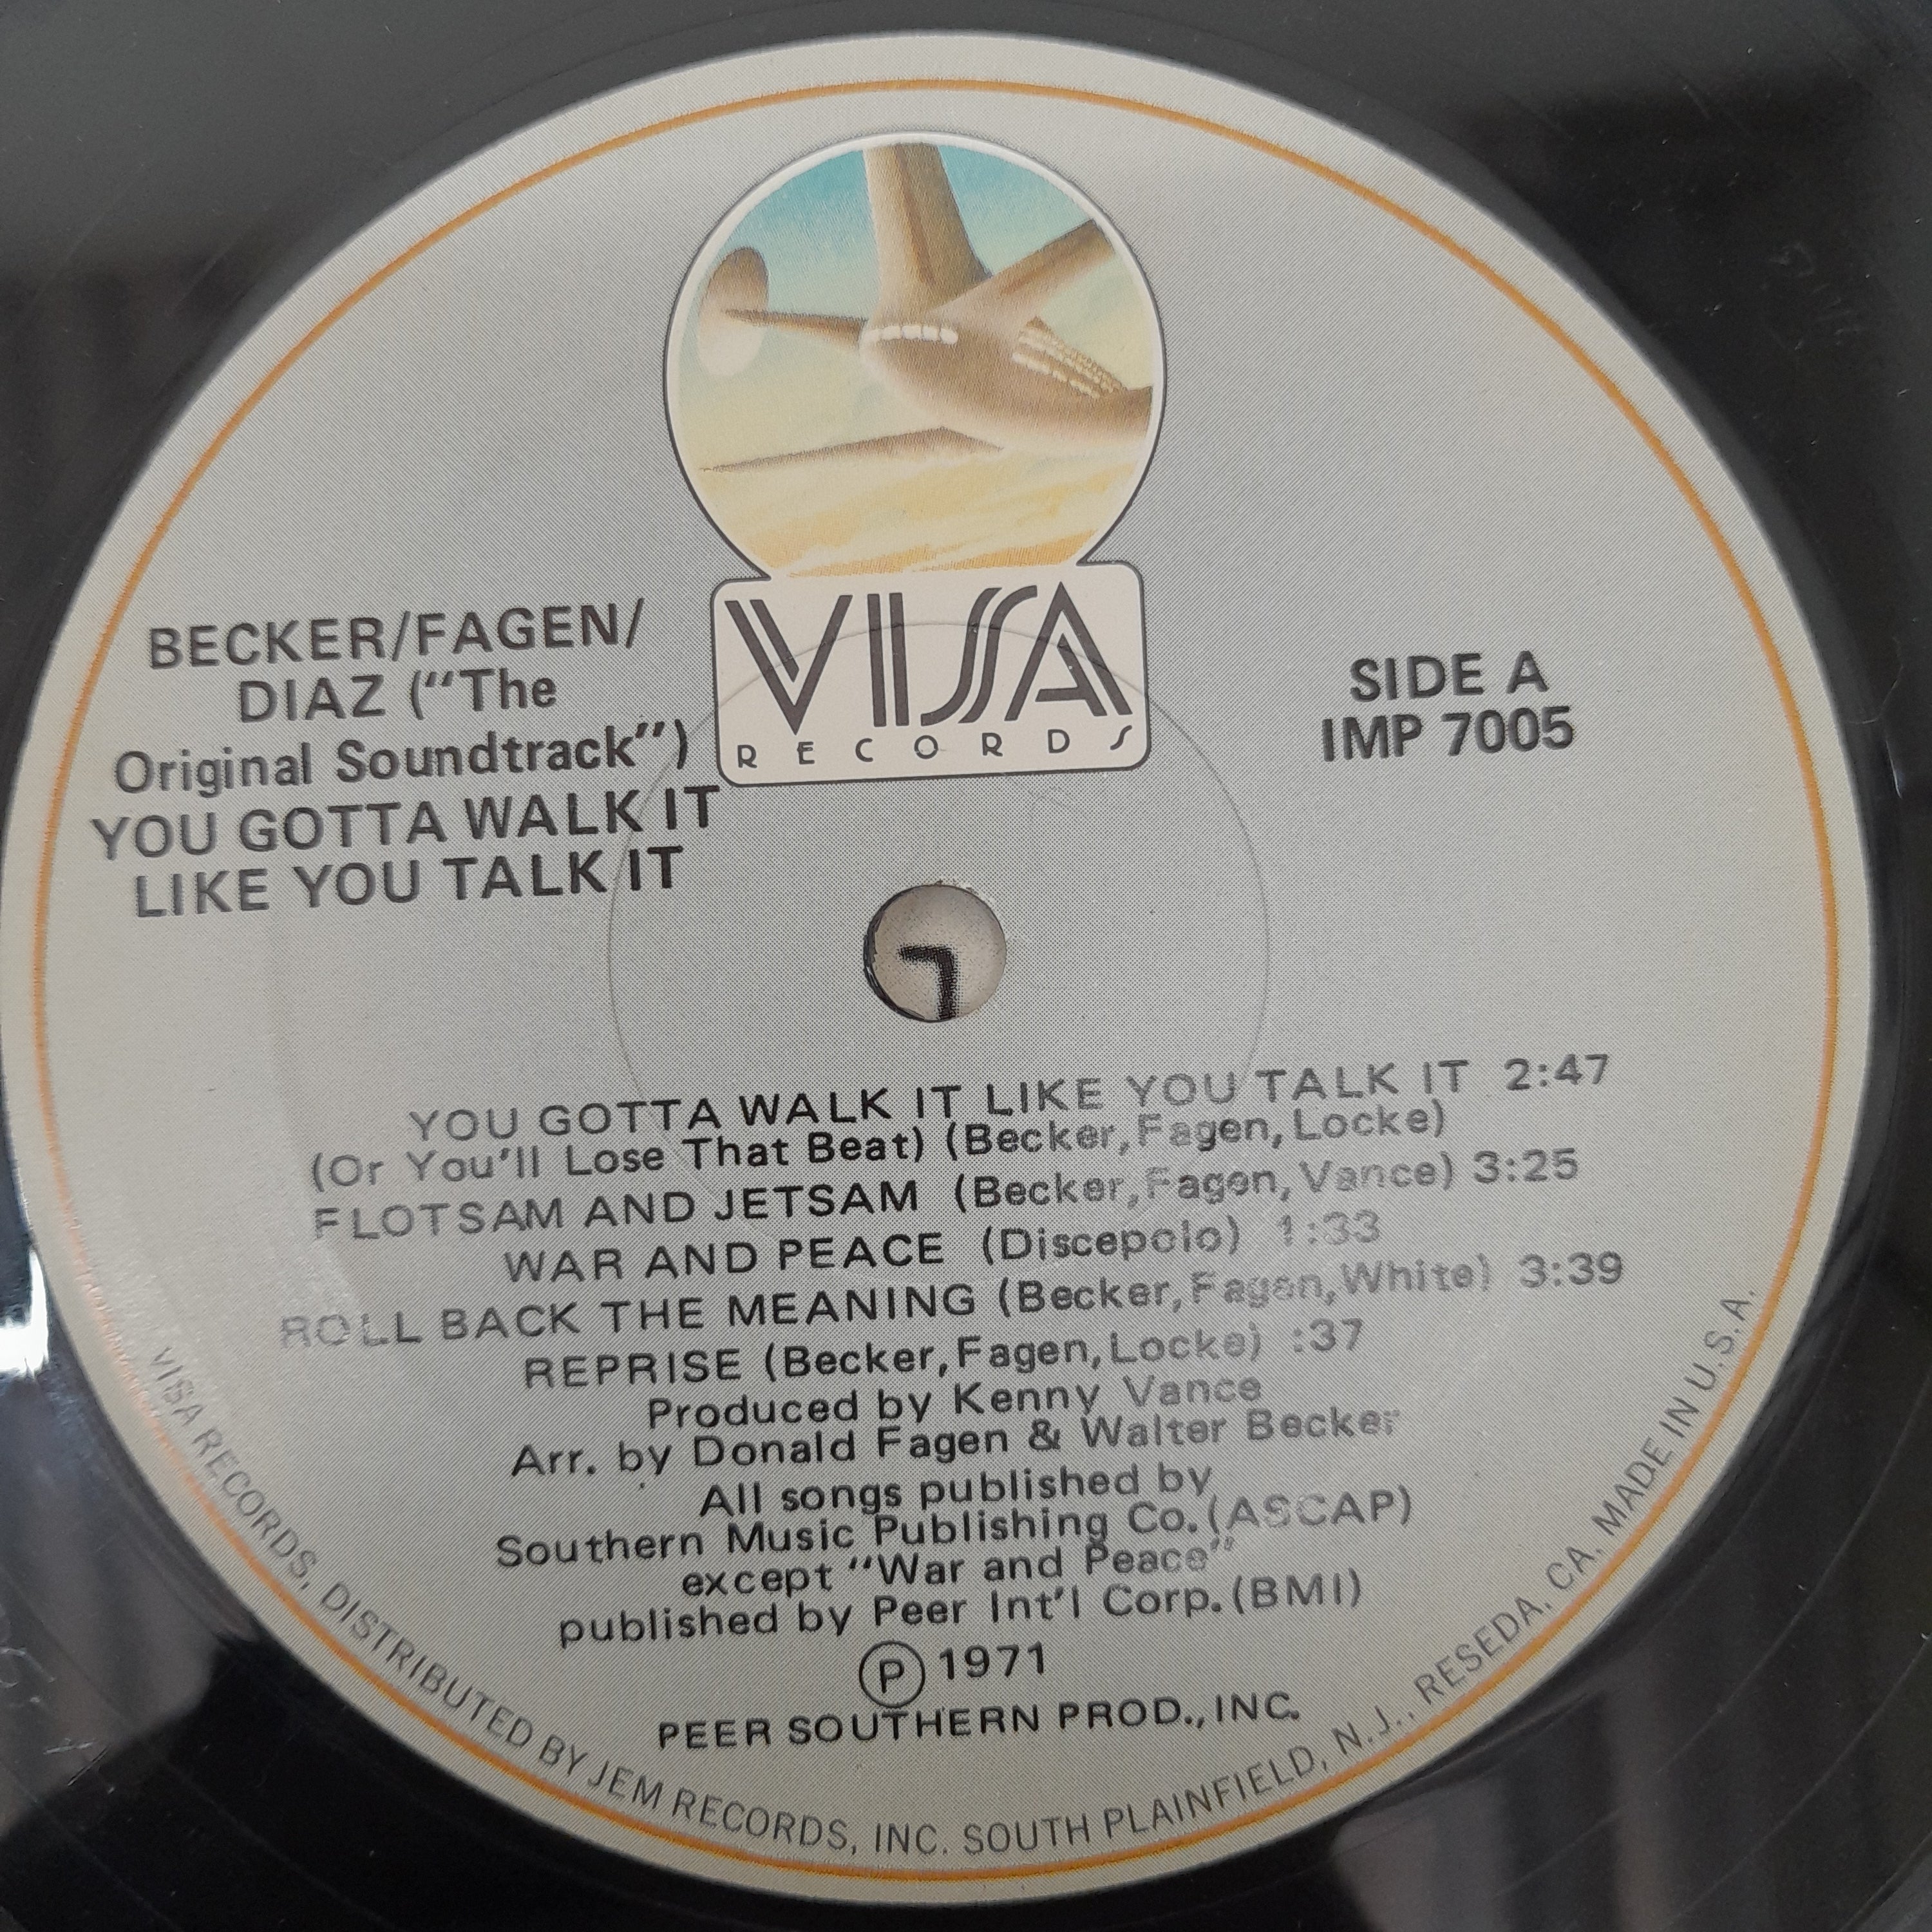 VISA
RECORDS
BECKER/FAGEN/
DIAZ ("The
Original Soundtrack")
YOU GOTTA WALK IT
LIKE YOU TALK IT
SIDE A
IMP 7005
YOU GOTTA WALK IT LIKE YOU TALK IT 2:47
(Or You'll Lose That Beat) (Becker, Fagen, Locke)
FLOTSAM AND JETSAM (Becker, Fagen, Vance) 3:25
WAR AND PEACE (Discepolo) 1:33
ROLL BACK THE MEANING (Becker, Fagen, White) 3:39
REPRISE (Becker, Fagen, Locke) :37
Produced by Kenny Vance
Arr. by Donald Fagen & Walter Becker
All songs published by
Southern Music Publishing Co. (ASCAP)
except "War and Peace"
published by Peer Int'l Corp. (BMI)
℗ 1971
PEER SOUTHERN PROD., INC.
VISA RECORDS, DISTRIBUTED BY JEM RECORDS, INC. SOUTH PLAINFIELD, N.J., RESEDA, CA. MADE IN U.S.A.